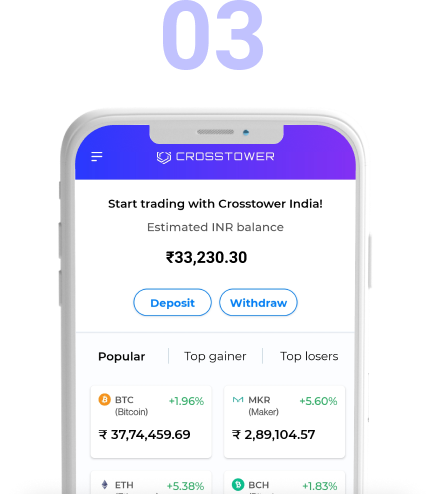 03
CROSSTOWER
Start trading with Crosstower India!
Estimated INR balance
₹33,230.30
Deposit Withdraw
Popular Top gainer Top losers
BTC +1.96% MKR +5.60%
(Bitcoin) (Maker)
₹ 37,74,459.69 ₹ 2,89,104.57
ETH +5.38% BCH +1.83%